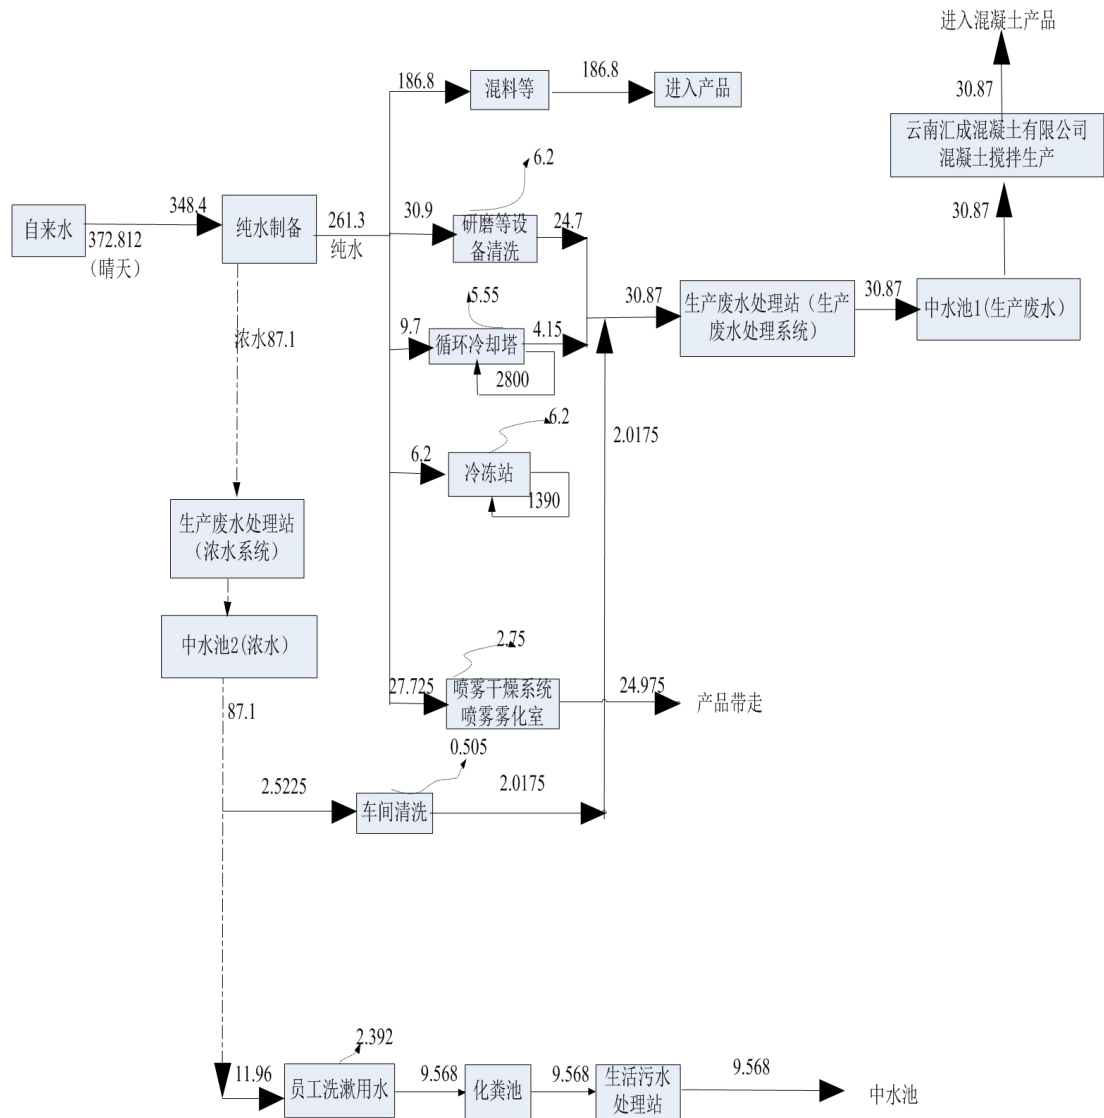 进入混凝土产品
30.87
云南汇成混凝土有限公司
混凝土搅拌生产
30.87
186.8
混料等
186.8
进入产品
6.2
自来水
348.4
372.812
（晴天）
纯水制备
261.3
纯水
30.9
研磨等设
备清洗
24.7
浓水87.1
5.55
9.7
循环冷却塔
4.15
2800
30.87
生产废水处理站（生产
废水处理系统）
30.87
中水池1(生产废水）
6.2
6.2
冷冻站
1390
2.0175
生产废水处理站
（浓水系统）
中水池2(浓水）
87.1
2.75
27.725
喷雾干燥系统
喷雾雾化室
24.975
产品带走
0.505
2.5225
车间清洗
2.0175
2.392
11.96
员工洗漱用水
9.568
化粪池
9.568
生活污水
处理站
9.568
中水池